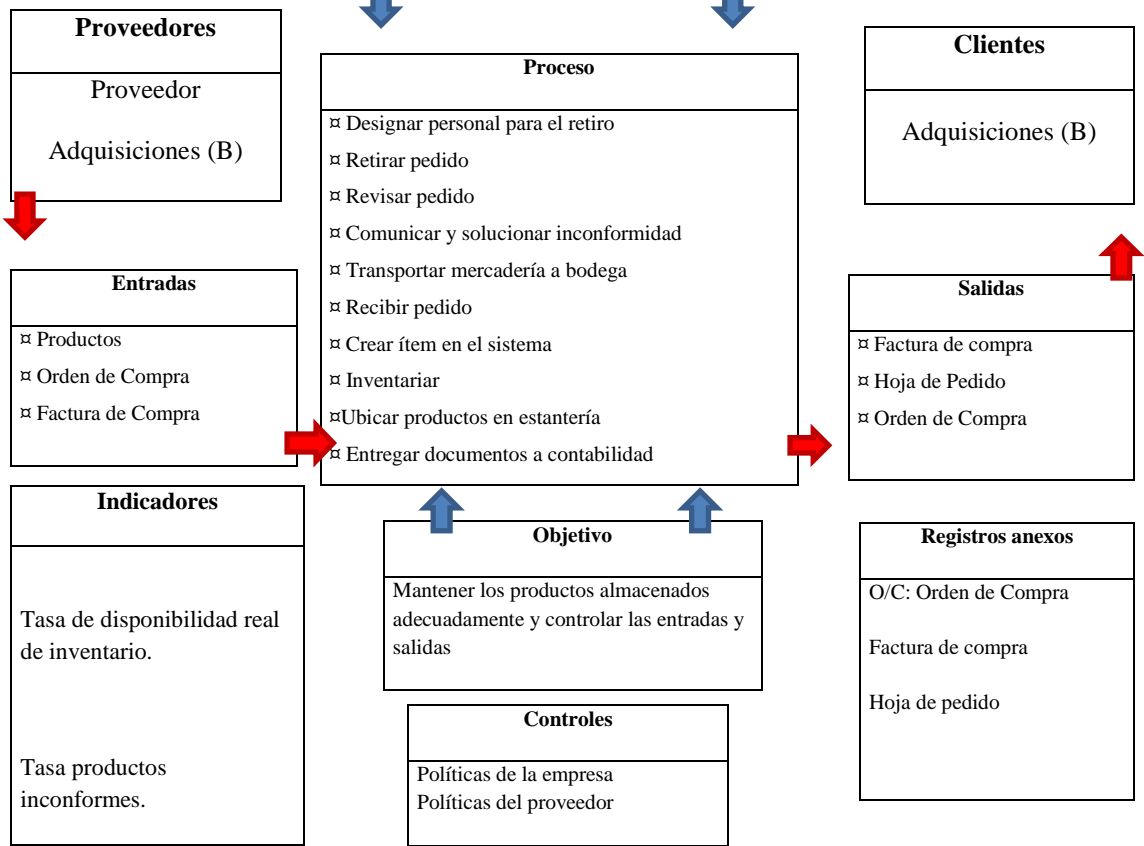 Proveedores
Proveedor
Adquisiciones (B)
Proceso
¤ Designar personal para el retiro
¤ Retirar pedido
¤ Revisar pedido
¤ Comunicar y solucionar inconformidad
¤ Transportar mercadería a bodega
¤ Recibir pedido
¤ Crear ítem en el sistema
¤ Inventariar
¤Ubicar productos en estantería
¤ Entregar documentos a contabilidad
Clientes
Adquisiciones (B)
Entradas
¤ Productos
¤ Orden de Compra
¤ Factura de Compra
Salidas
¤ Factura de compra
¤ Hoja de Pedido
¤ Orden de Compra
Indicadores
Tasa de disponibilidad real
de inventario.
Tasa productos
inconformes.
Objetivo
Mantener los productos almacenados
adecuadamente y controlar las entradas y
salidas
Controles
Políticas de la empresa
Políticas del proveedor
Registros anexos
O/C: Orden de Compra
Factura de compra
Hoja de pedido